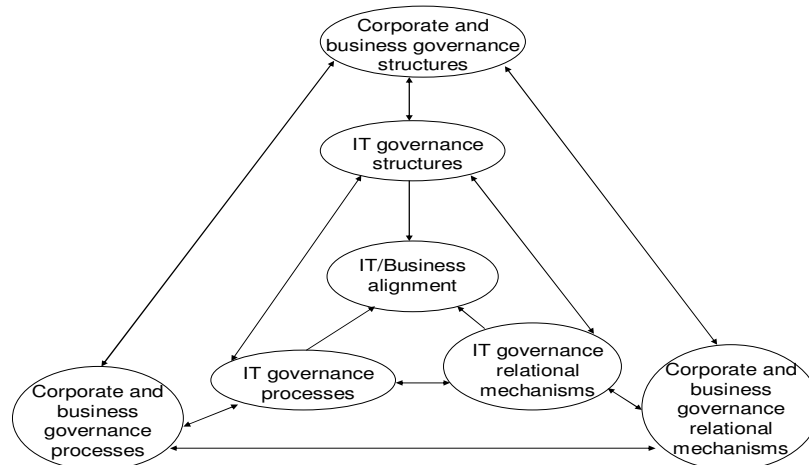 Corporate and
business governance
structures
IT governance
structures
IT/Business
alignment
IT governance
processes
IT governance
relational
mechanisms
Corporate and
business
governance
processes
Corporate and
business
governance
relational
mechanisms